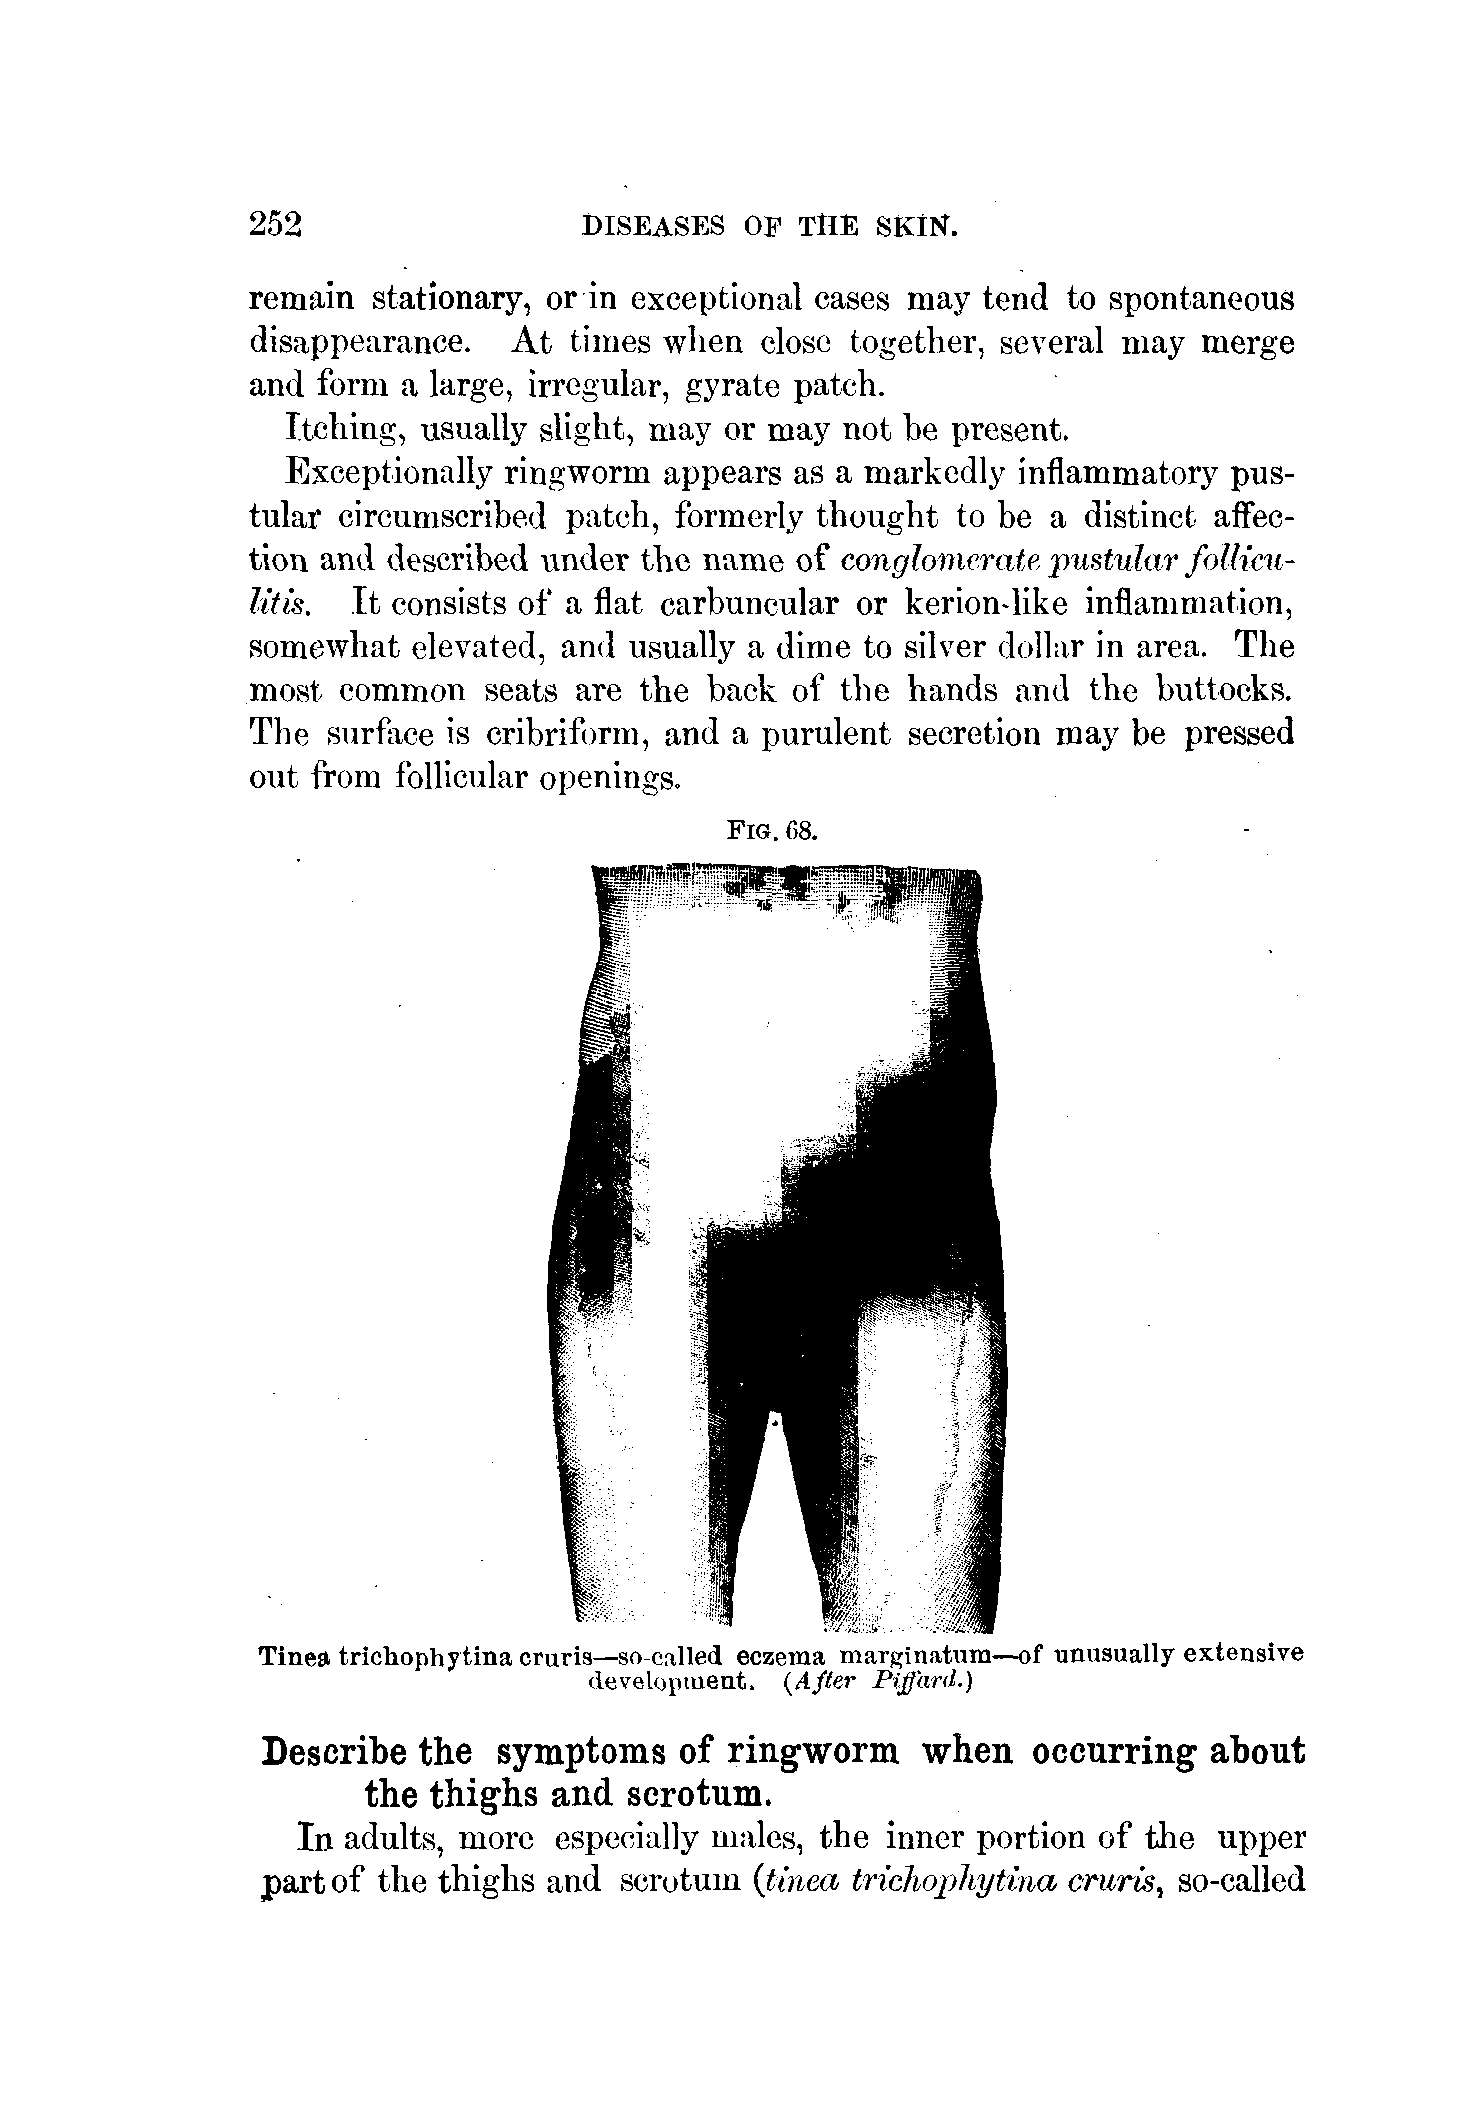 252 DISEASES OF THE SKIN.
remain stationary, or in exceptional cases may tend to spontaneous
disappearance. At times when close together, several may merge
and form a large, irregular, gyrate patch.
Itching, usually slight, may or may not be present.
Exceptionally ringworm appears as a markedly inflammatory pus-
tular circumscribed patch, formerly thought to be a distinct affec-
tion and described under the name of conglomerate pustular follicu-
litis. It consists of a flat carbuncular or kerion-like inflammation,
somewhat elevated, and usually a dime to silver dollar in area. The
most common seats are the back of the hands and the buttocks.
The surface is cribriform, and a purulent secretion may be pressed
out from follicular openings.
FIG. 68.
Tinea trichophytina cruris—so-called eczema marginatum—of unusually extensive
development. (After Piffard.)
Describe the symptoms of ringworm when occurring about
the thighs and scrotum.
In adults, more especially males, the inner portion of the upper
part of the thighs and scrotum (tinea trichophytina cruris, so-called